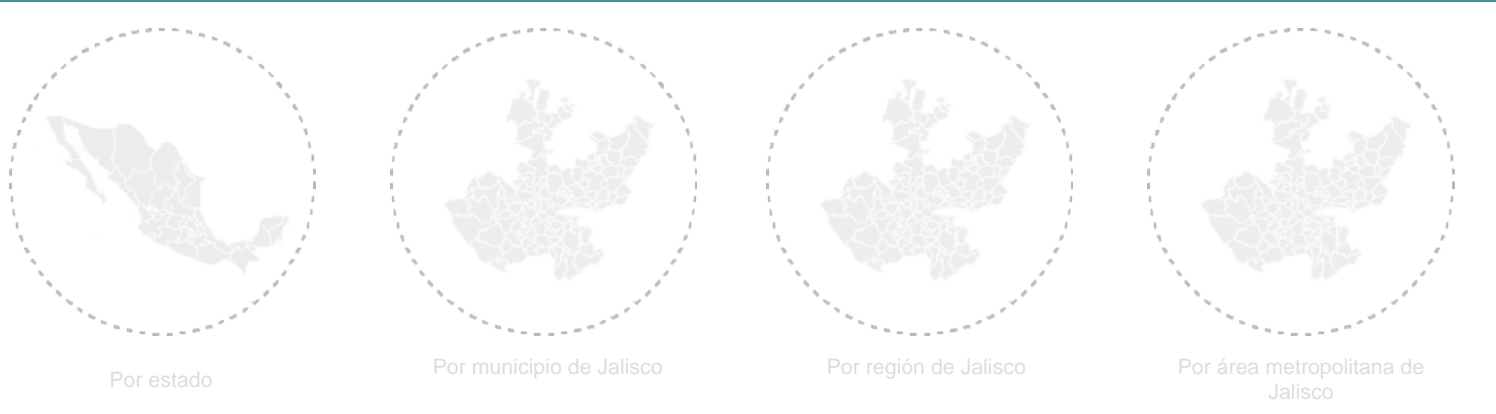 Por estado
Por municipio de Jalisco
Por región de Jalisco
Por área metropolitana de
Jalisco